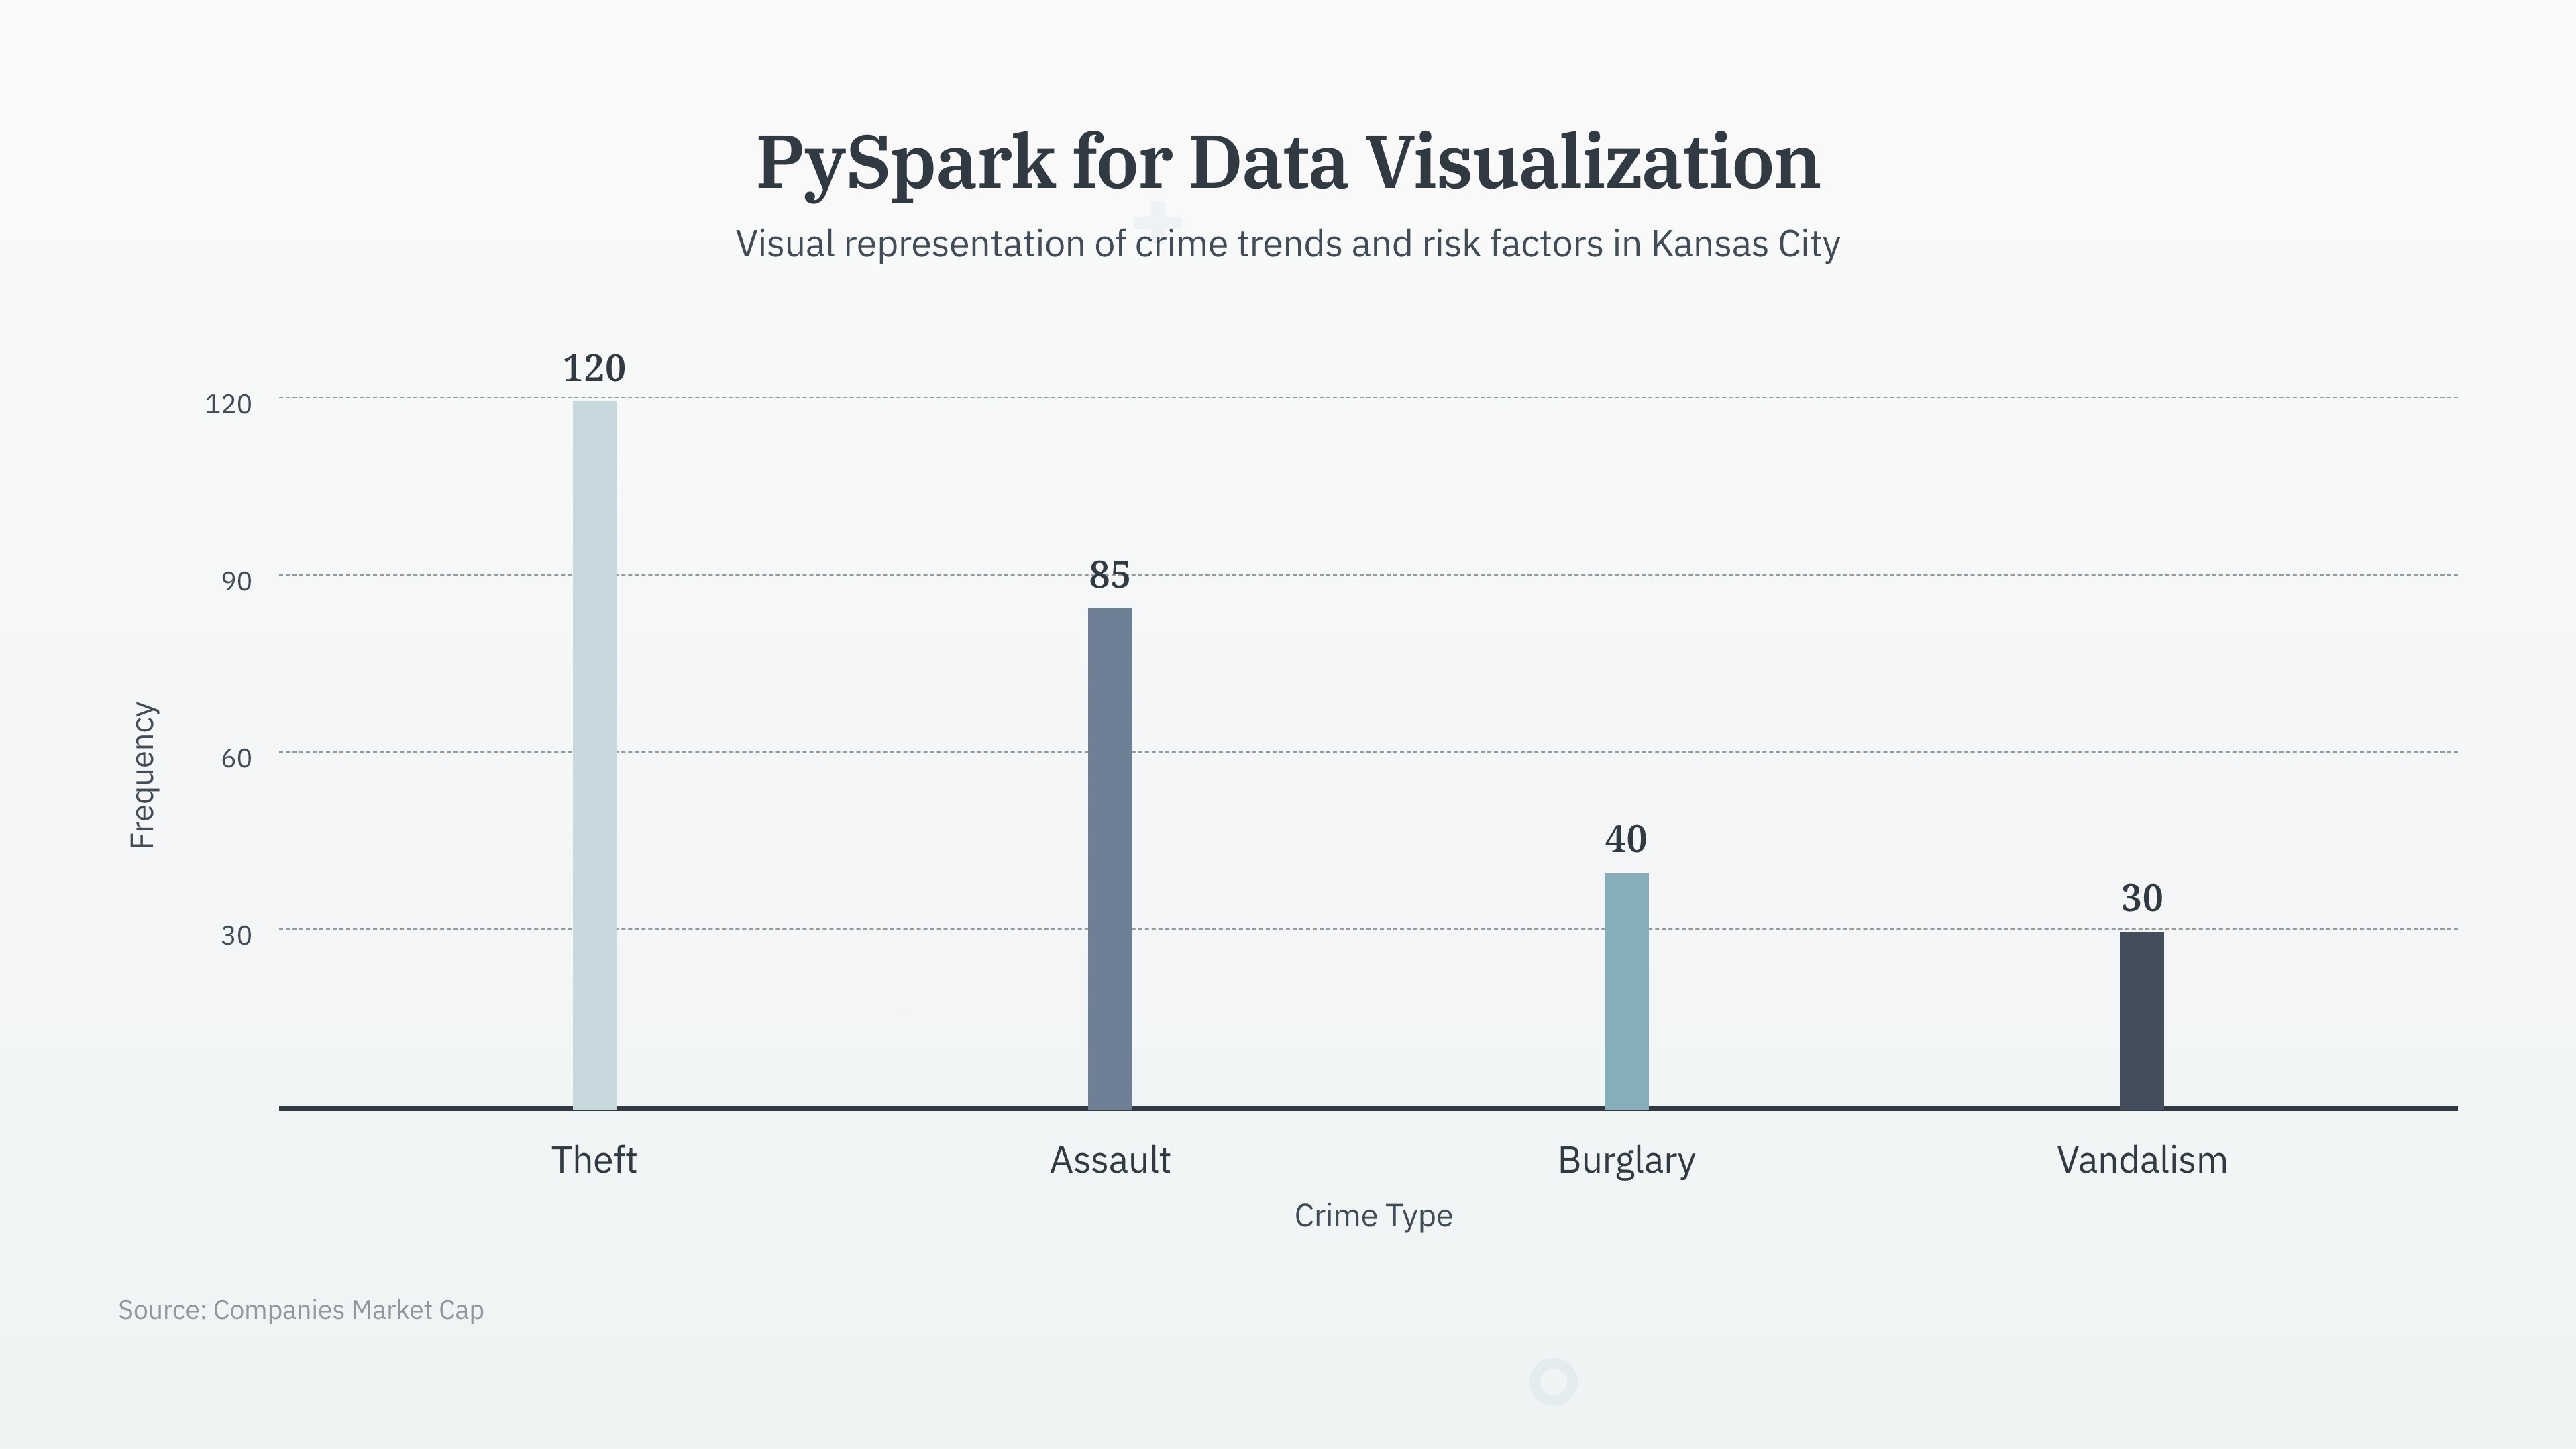 PySpark for Data Visualization
Visual representation of crime trends and risk factors in Kansas City
120
120
90
85
60
Frequency
40
30
30
Theft
Assault
Burglary
Vandalism
Crime Type
Source: Companies Market Cap